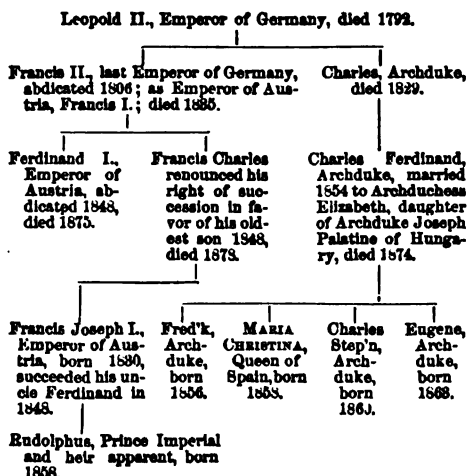 Leopold II., Emperor of Germany, died 1792.
Francis II., last Emperor of Germany,
abdicated 1806; as Emperor of Aus-
tria, Francis I.; died 1835.
Charles, Archduke,
died 1829.
Ferdinand I.,
Emperor of
Austria, ab-
dicated 1848,
died 1875.
Francis Charles
renounced his
right of suc-
cession in fa-
vor of his old-
est son 1848,
died 1878.
Charles Ferdinand,
Archduke, married
1854 to Archduchess
Elizabeth, daughter
of Archduke Joseph
Palatine of Hunga-
ry, died 1874.
Francis Joseph I.,
Emperor of Aus-
tria, born 1830,
succeeded his un-
cle Ferdinand in
1848.
Fred'k,
Arch-
duke,
born
1856.
MARIA
CHRISTINA,
Queen of
Spain, born
1858.
Charles
Step'n,
Arch-
duke,
born
1860.
Eugene,
Arch-
duke,
born
1863.
Rudolphus, Prince Imperial
and heir apparent, born
1858.